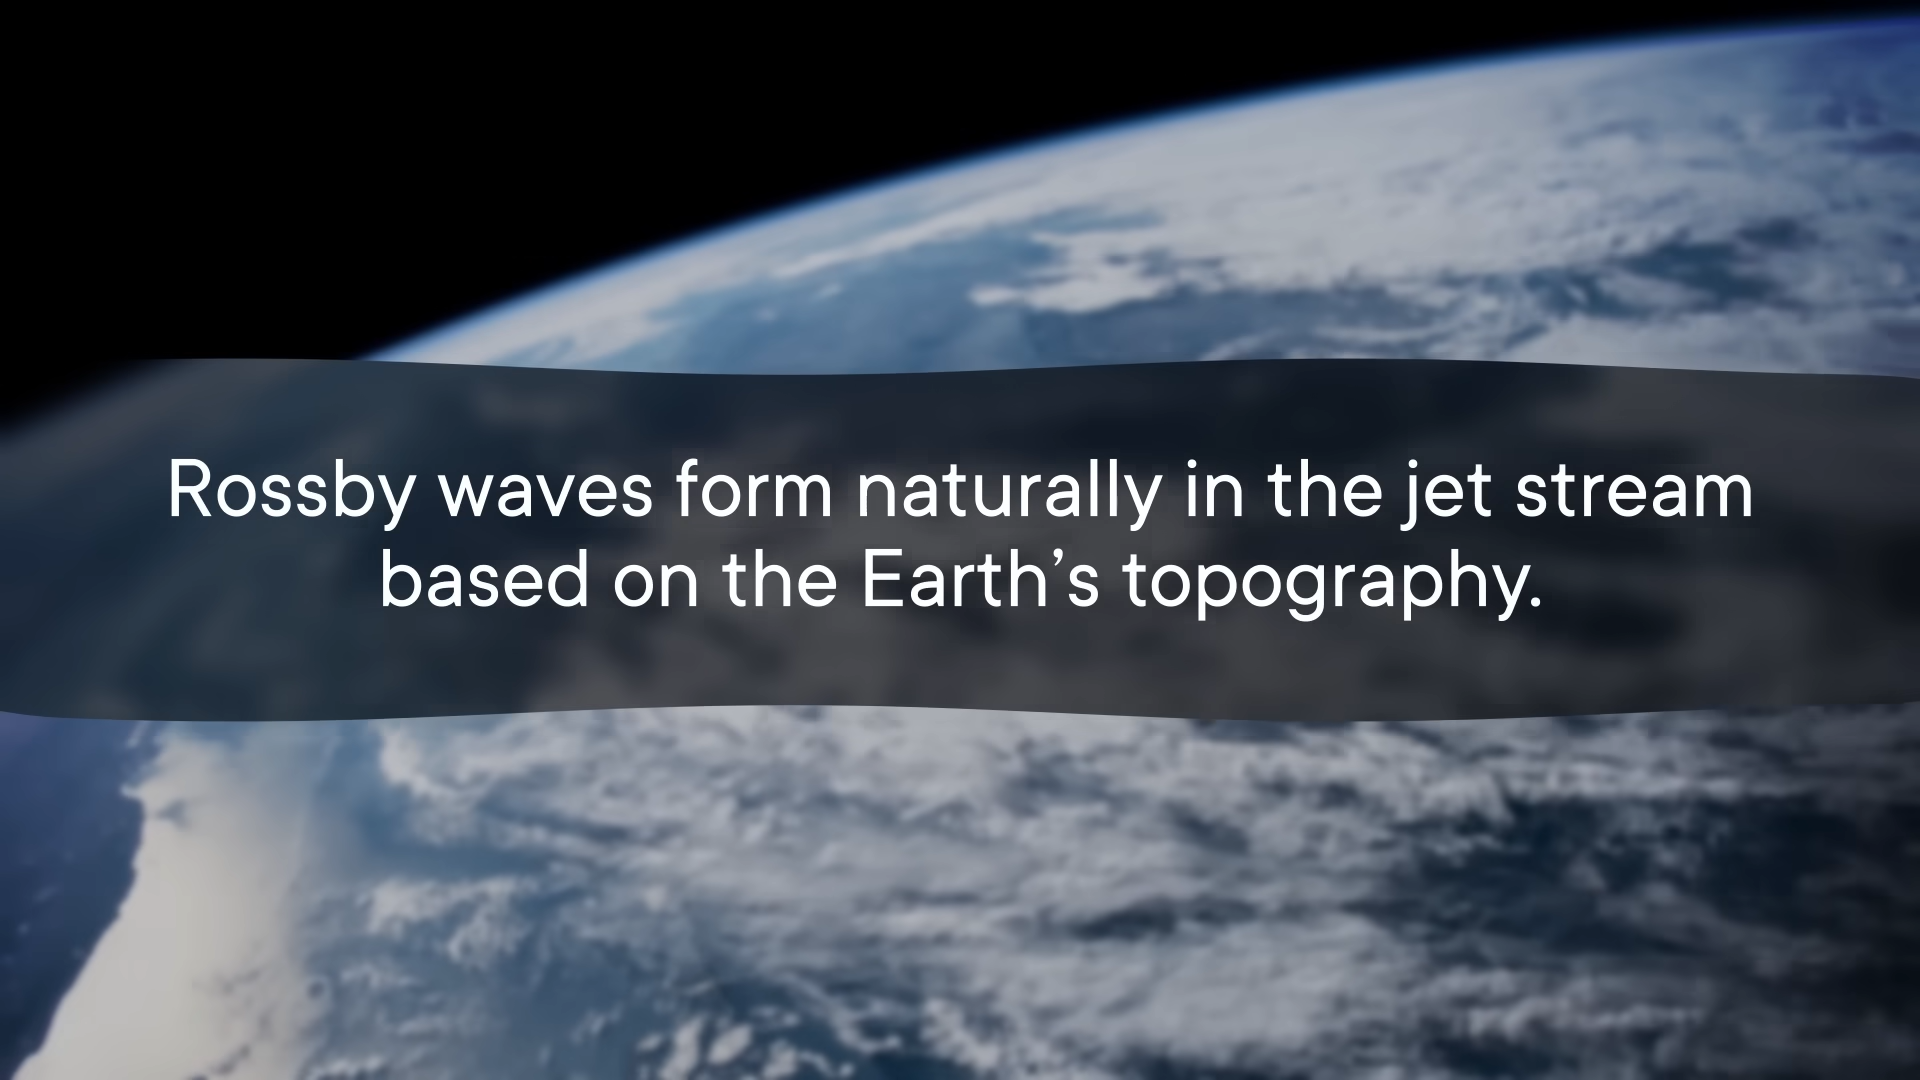 Rossby waves form naturally in the jet stream
based on the Earth’s topography.